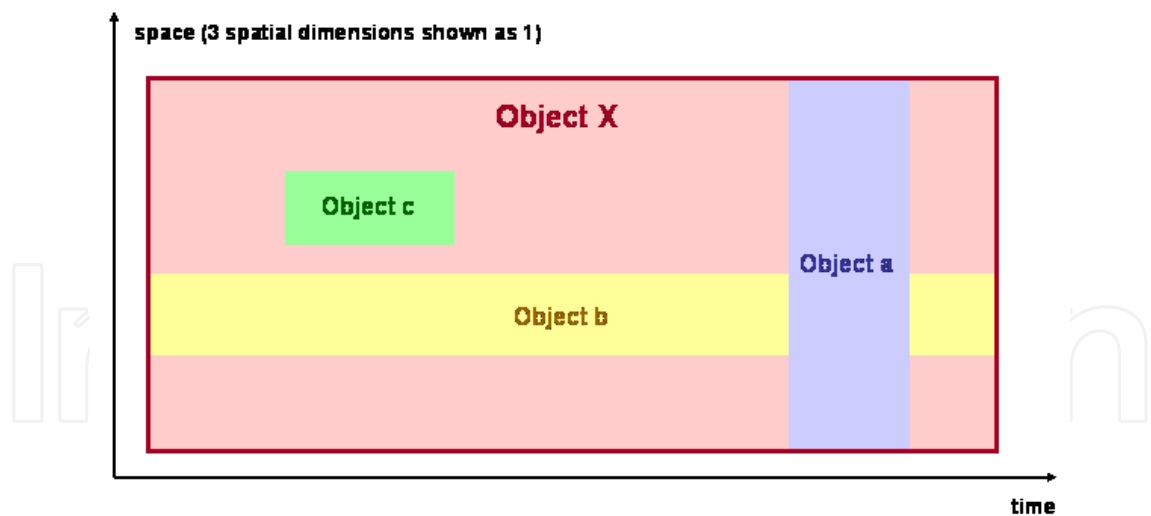 space (3 spatial dimensions shown as 1)
Object X
Object c
Object a
Object b
time